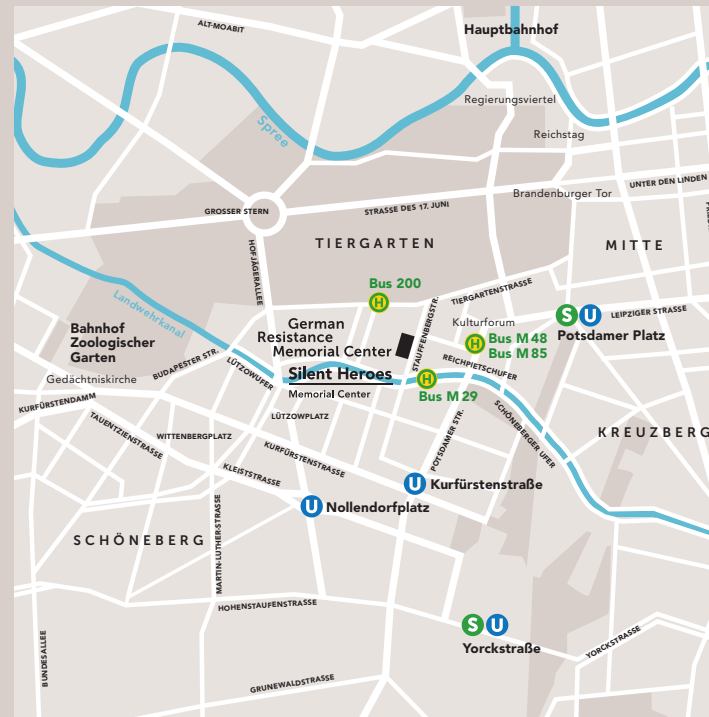 ALT-MOABIT
Hauptbahnhof
Regierungsviertel
Spree
Reichstag
UNTER DEN LINDEN
Brandenburger Tor
GROSSER STERN
STRASSE DES 17. JUNI
TIERGARTEN
MITTE
HOFJÄGERALLEE
Bus 200
H
TIERGARTENSTRASSE
Landwehrkanal
STAUFFENBERGSTR.
Kulturforum
S U
LEIPZIGER STRASSE
Potsdamer Platz
Bahnhof
Zoologischer
Garten
Gedächtniskirche
German
Resistance
Memorial Center
H
Bus M 48
Bus M 85
BUDAPESTER STR.
LÜTZOWUFER
REICHPIETSCHUFER
Silent Heroes
Memorial Center
H
Bus M 29
KURFÜRSTENDAMM
TAUENTZIENSTRASSE
WITTENBERGPLATZ
LÜTZOWPLATZ
POTSDAMER STR.
SCHÖNEBERGER UFER
KREUZBERG
KURFÜRSTENSTRASSE
KLEISTSTRASSE
U Kurfürstenstraße
U Nollendorfplatz
MARTIN-LUTHER-STRASSE
SCHÖNEBERG
HOHENSTAUFENSTRASSE
S U
Yorckstraße
YORCKSTRASSE
BUNDESALLEE
GRUNEWALDSTRASSE